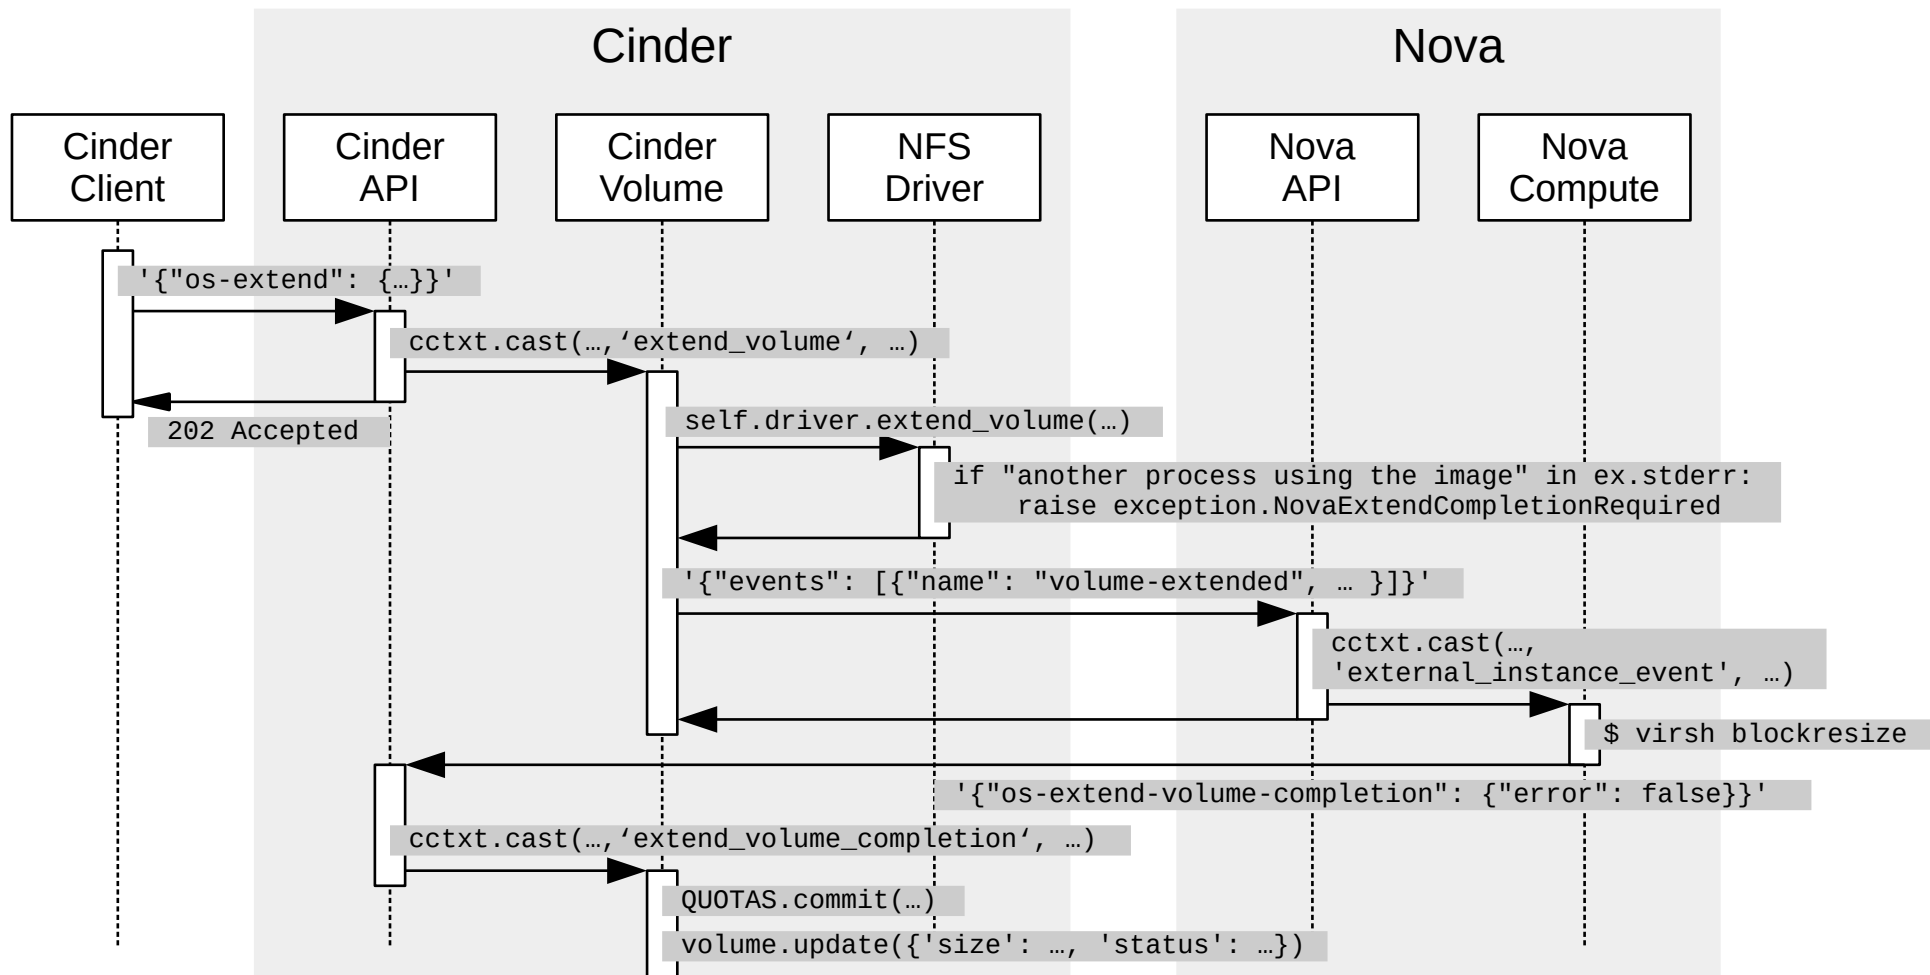 Cinder
Nova
Cinder
Client
Cinder
API
Cinder
Volume
NFS
Driver
Nova
API
Nova
Compute
'{"os-extend": {…}}'
cctxt.cast(…,‘extend_volume‘, …)
202 Accepted
self.driver.extend_volume(…)
if "another process using the image" in ex.stderr:
raise exception.NovaExtendCompletionRequired
'{"events": [{"name": "volume-extended", … }]}'
cctxt.cast(…,
'external_instance_event', …)
$ virsh blockresize
'{"os-extend-volume-completion": {"error": false}}'
cctxt.cast(…,‘extend_volume_completion‘, …)
QUOTAS.commit(…)
volume.update({'size': …, 'status': …})